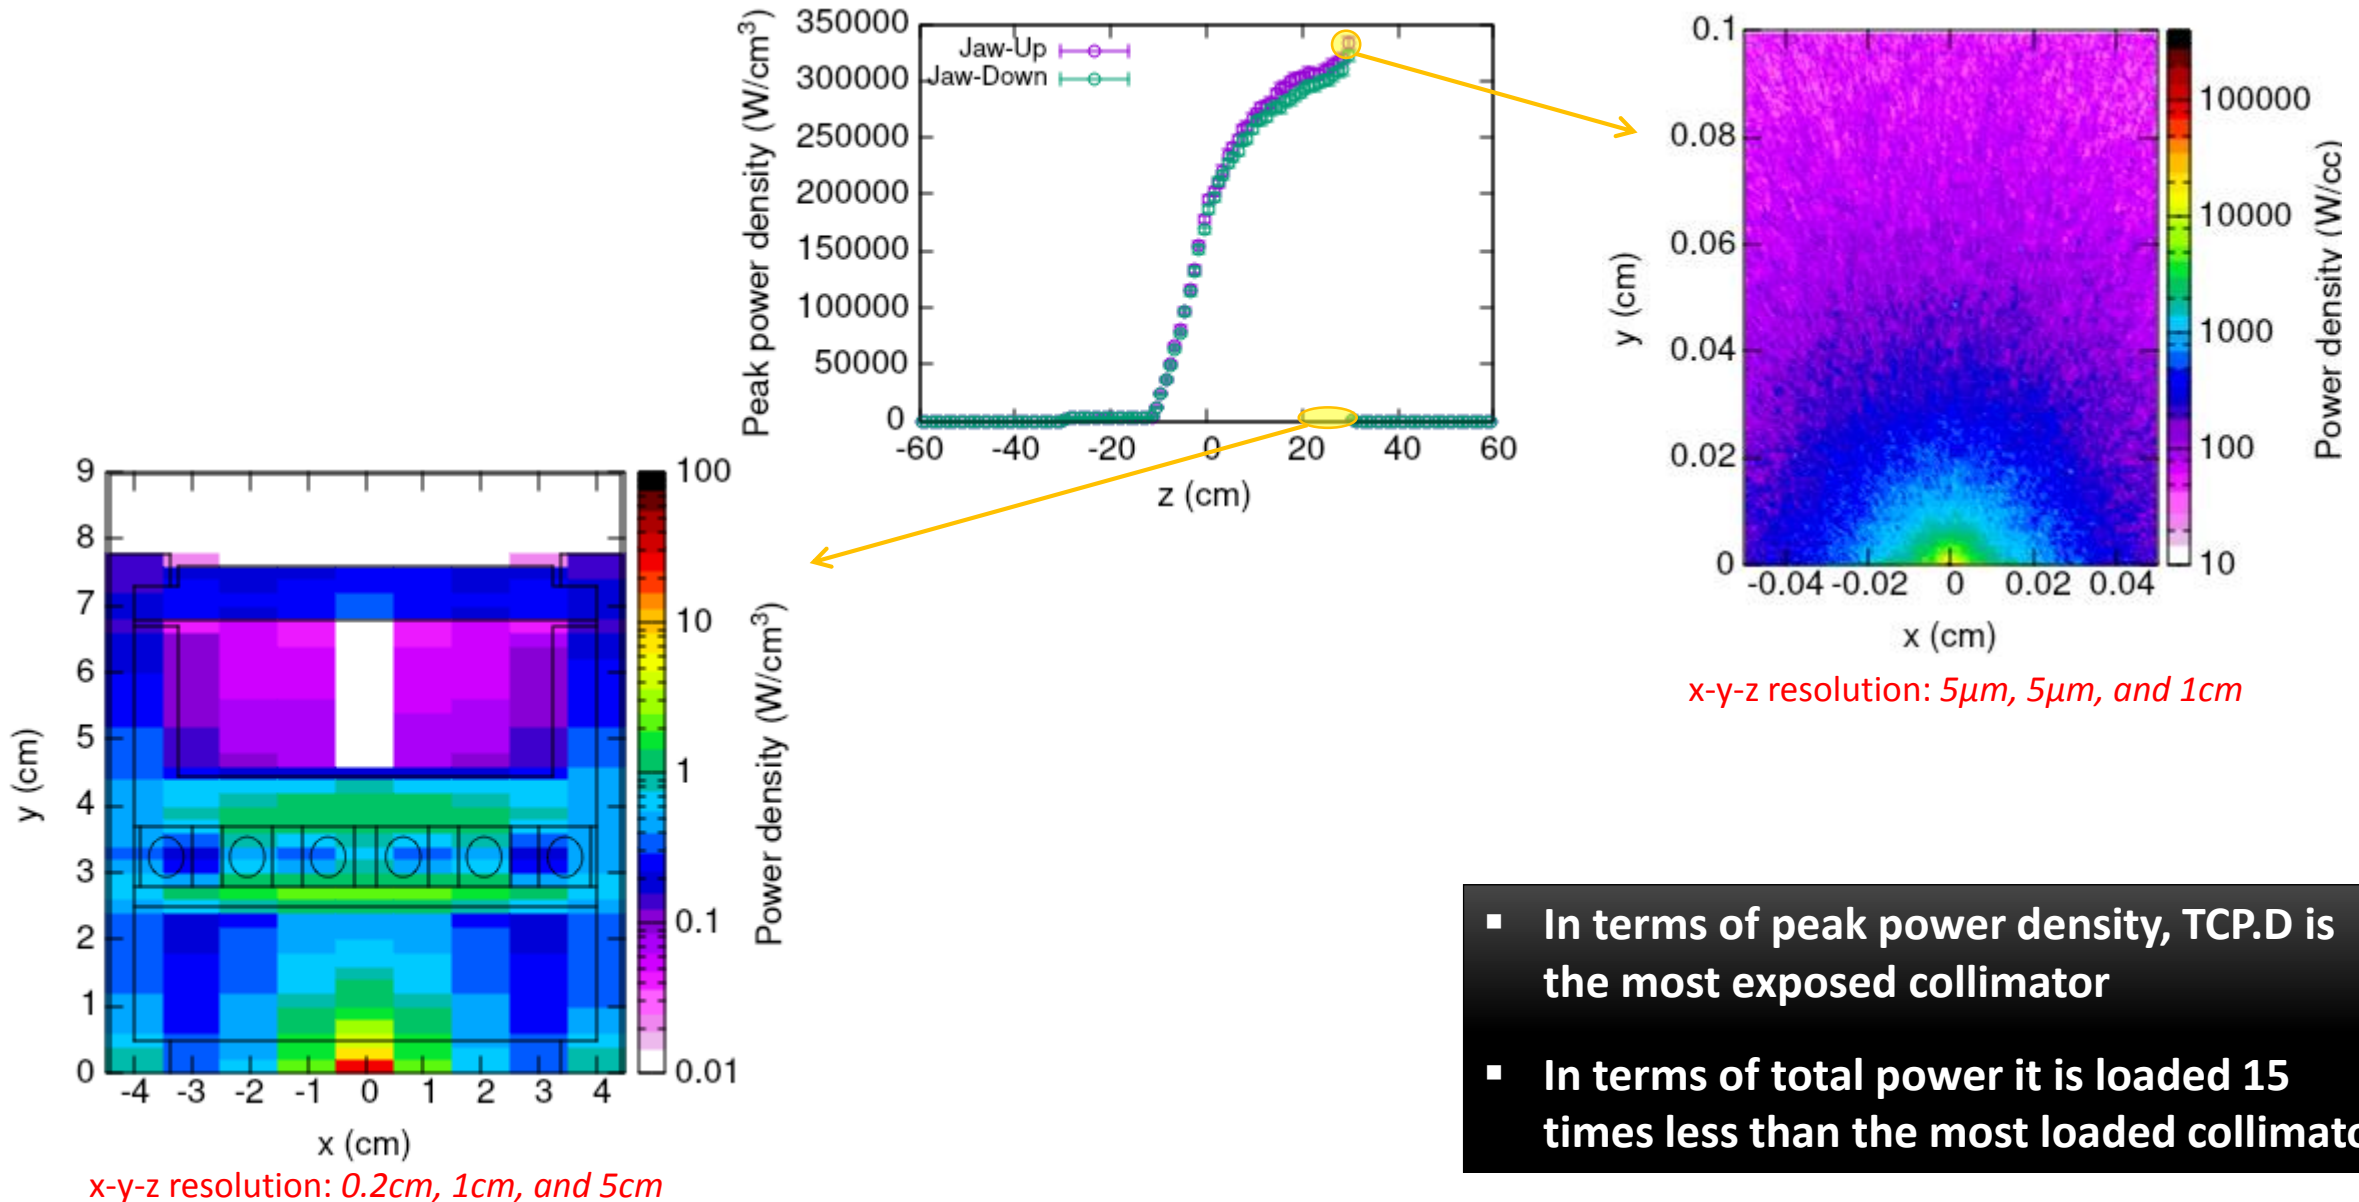 350000
300000
250000
200000
150000
100000
50000
0
Peak power density (W/cm³)
Jaw-Up
Jaw-Down
-60 -40 -20 0 20 40 60
z (cm)
0.1
0.08
0.06
0.04
0.02
0
y (cm)
-0.04 -0.02 0 0.02 0.04
x (cm)
100000
10000
1000
100
10
Power density (W/cc)
x-y-z resolution: 5µm, 5µm, and 1cm
9
8
7
6
5
4
3
2
1
0
y (cm)
-4 -3 -2 -1 0 1 2 3 4
x (cm)
100
10
1
0.1
0.01
Power density (W/cm³)
x-y-z resolution: 0.2cm, 1cm, and 5cm
▪ In terms of peak power density, TCP.D is
the most exposed collimator
▪ In terms of total power it is loaded 15
times less than the most loaded collimato